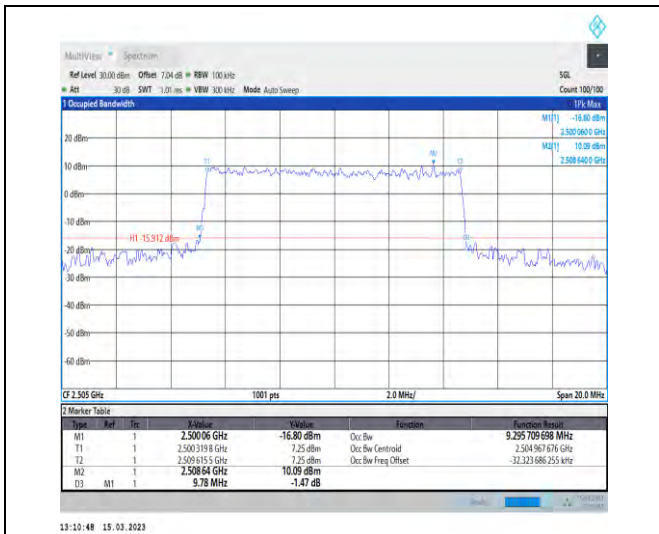 MultiView Spectrum
Ref Level 30.00 dBm Offset 7.04 dB RBW 100 kHz SGL
Att 30 dB SWT 1.01 ms VBW 300 kHz Mode Auto Sweep Count 100/100
1 Occupied Bandwidth 1Pk Max
M1[1] -16.80 dBm
2.500 060 0 GHz
M2[1] 10.09 dBm
2.508 640 0 GHz
20 dBm
10 dBm
0 dBm
-10 dBm
H1 -15.912 dBm
-20 dBm
-30 dBm
-40 dBm
-50 dBm
-60 dBm
T1
M2
T2
M1
D3
CF 2.505 GHz 1001 pts 2.0 MHz/ Span 20.0 MHz
2 Marker Table
Type Ref Trc X-Value Y-Value Function Function Result
M1 1 2.500 06 GHz -16.80 dBm Occ Bw 9.295 709 698 MHz
T1 1 2.500 319 8 GHz 7.25 dBm Occ Bw Centroid 2.504 967 676 GHz
T2 1 2.509 615 5 GHz 7.25 dBm Occ Bw Freq Offset -32.323 686 255 kHz
M2 1 2.508 64 GHz 10.09 dBm
D3 M1 1 9.78 MHz -1.47 dB
13:10:48 15.03.2023